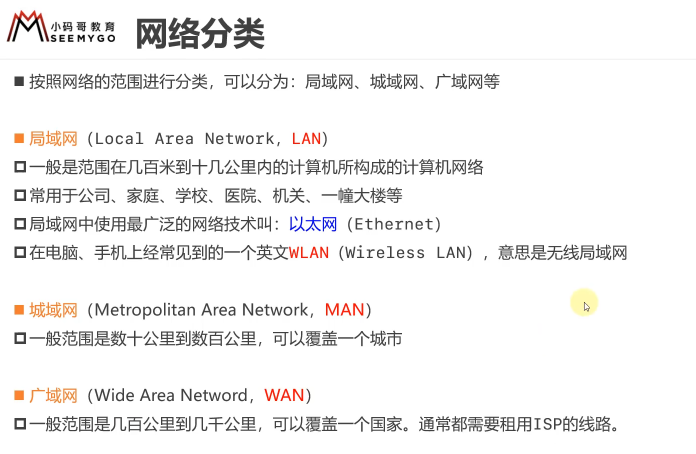 小码哥教育
SEEMYGO
网络分类
按照网络的范围进行分类，可以分为：局域网、城域网、广域网等
局域网（Local Area Network，LAN）
一般是范围在几百米到十几公里内的计算机所构成的计算机网络
常用于公司、家庭、学校、医院、机关、一幢大楼等
局域网中使用最广泛的网络技术叫：以太网（Ethernet）
在电脑、手机上经常见到的一个英文WLAN（Wireless LAN），意思是无线局域网
城域网（Metropolitan Area Network，MAN）
一般范围是数十公里到数百公里，可以覆盖一个城市
广域网（Wide Area Netword，WAN）
一般范围是几百公里到几千公里，可以覆盖一个国家。通常都需要租用ISP的线路。